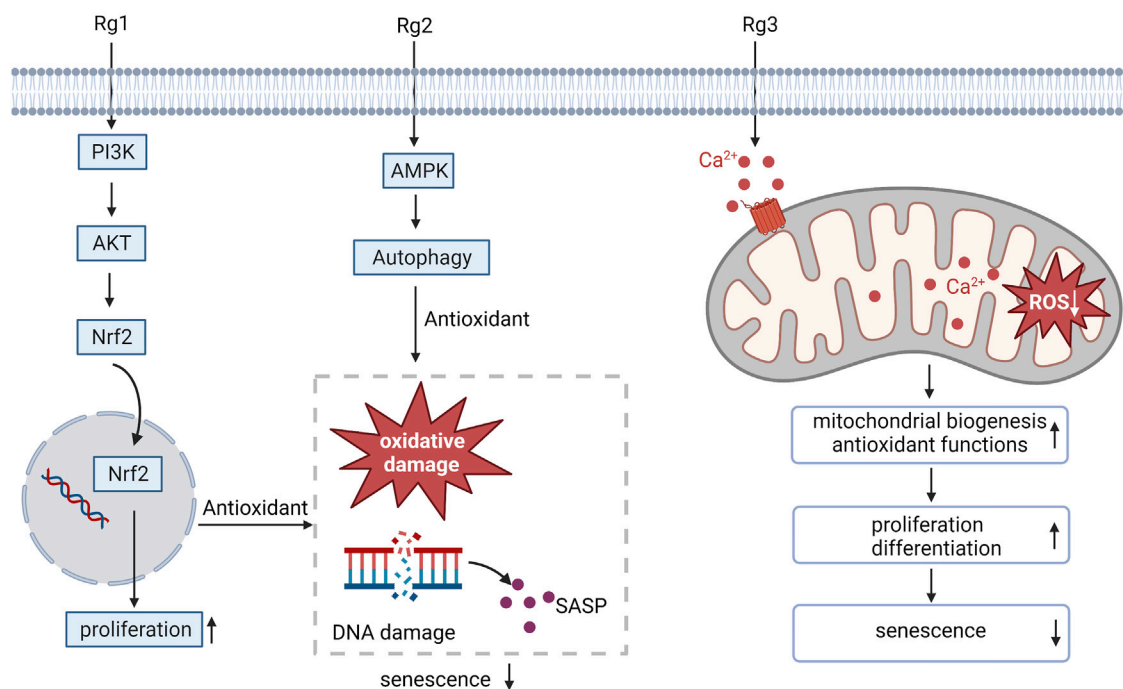 Rg1
Rg2
Rg3
PI3K
AKT
Nrf2
Nrf2
proliferation
Antioxidant
AMPK
Autophagy
Antioxidant
oxidative
damage
SASP
DNA damage
senescence
Ca2+
Ca2+
ROS
mitochondrial biogenesis
antioxidant functions
proliferation
differentiation
senescence